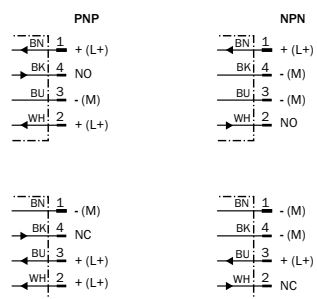 PNP
BN 1 + (L+)
BK 4 NO
BU 3 - (M)
WH 2 + (L+)
NPN
BN 1 + (L+)
BK 4 - (M)
BU 3 - (M)
WH 2 NO
BN 1 - (M)
BK 4 NC
BU 3 + (L+)
WH 2 + (L+)
BN 1 - (M)
BK 4 - (M)
BU 3 + (L+)
WH 2 NC